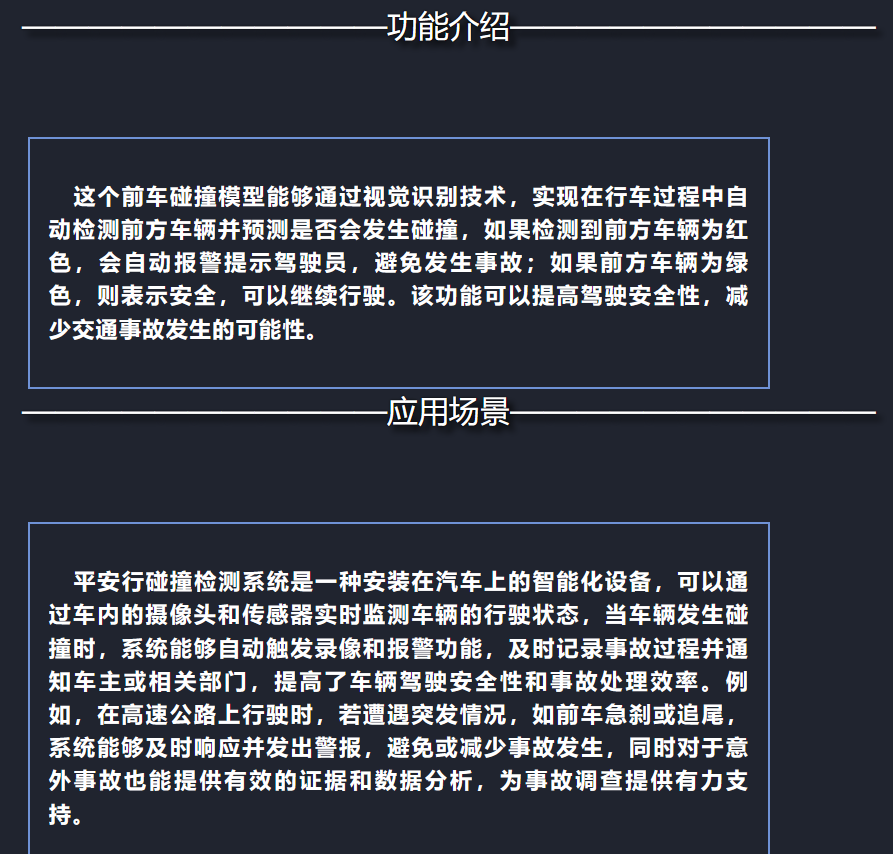 功能介绍
这个前车碰撞模型能够通过视觉识别技术，实现在行车过程中自
动检测前方车辆并预测是否会发生碰撞，如果检测到前方车辆为红
色，会自动报警提示驾驶员，避免发生事故；如果前方车辆为绿
色，则表示安全，可以继续行驶。该功能可以提高驾驶安全性，减
少交通事故发生的可能性。
应用场景
平安行碰撞检测系统是一种安装在汽车上的智能化设备，可以通
过车内的摄像头和传感器实时监测车辆的行驶状态，当车辆发生碰
撞时，系统能够自动触发录像和报警功能，及时记录事故过程并通
知车主或相关部门，提高了车辆驾驶安全性和事故处理效率。例
如，在高速公路上行驶时，若遭遇突发情况，如前车急刹或追尾，
系统能够及时响应并发出警报，避免或减少事故发生，同时对于意
外事故也能提供有效的证据和数据分析，为事故调查提供有力支
持。